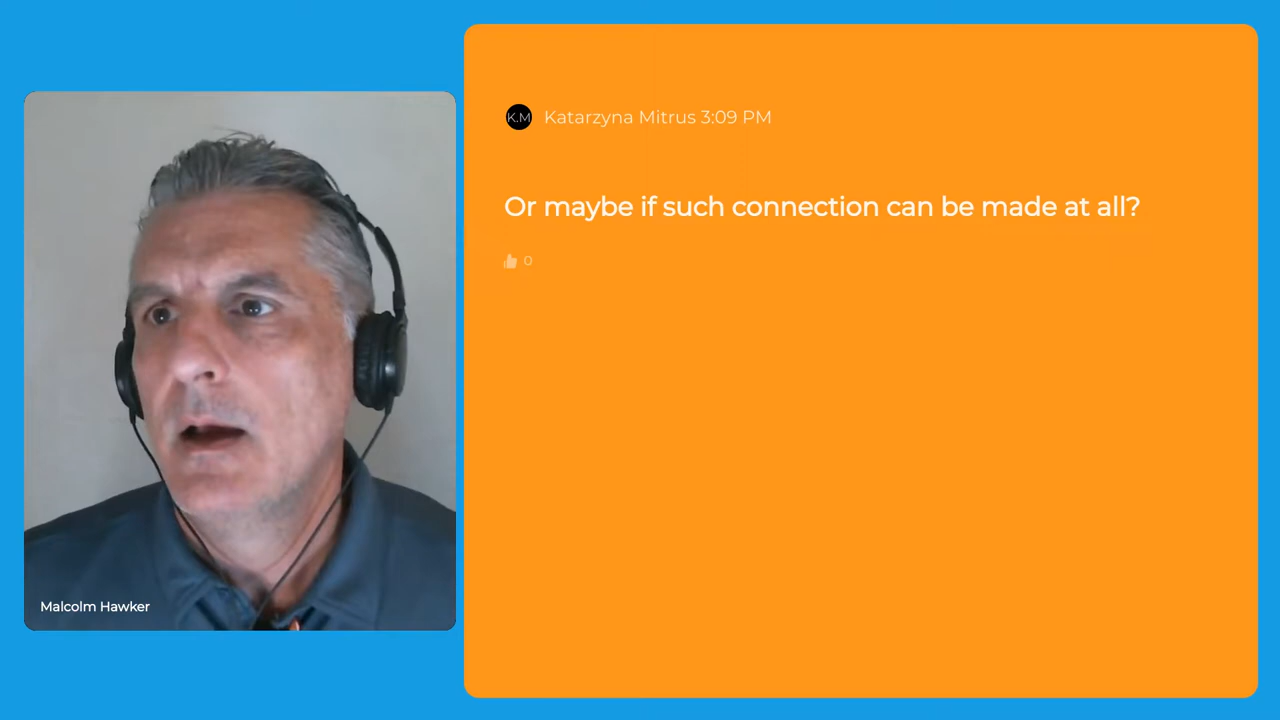 K.M
Katarzyna Mitrus 3:09 PM
Or maybe if such connection can be made at all?
0
Malcolm Hawker